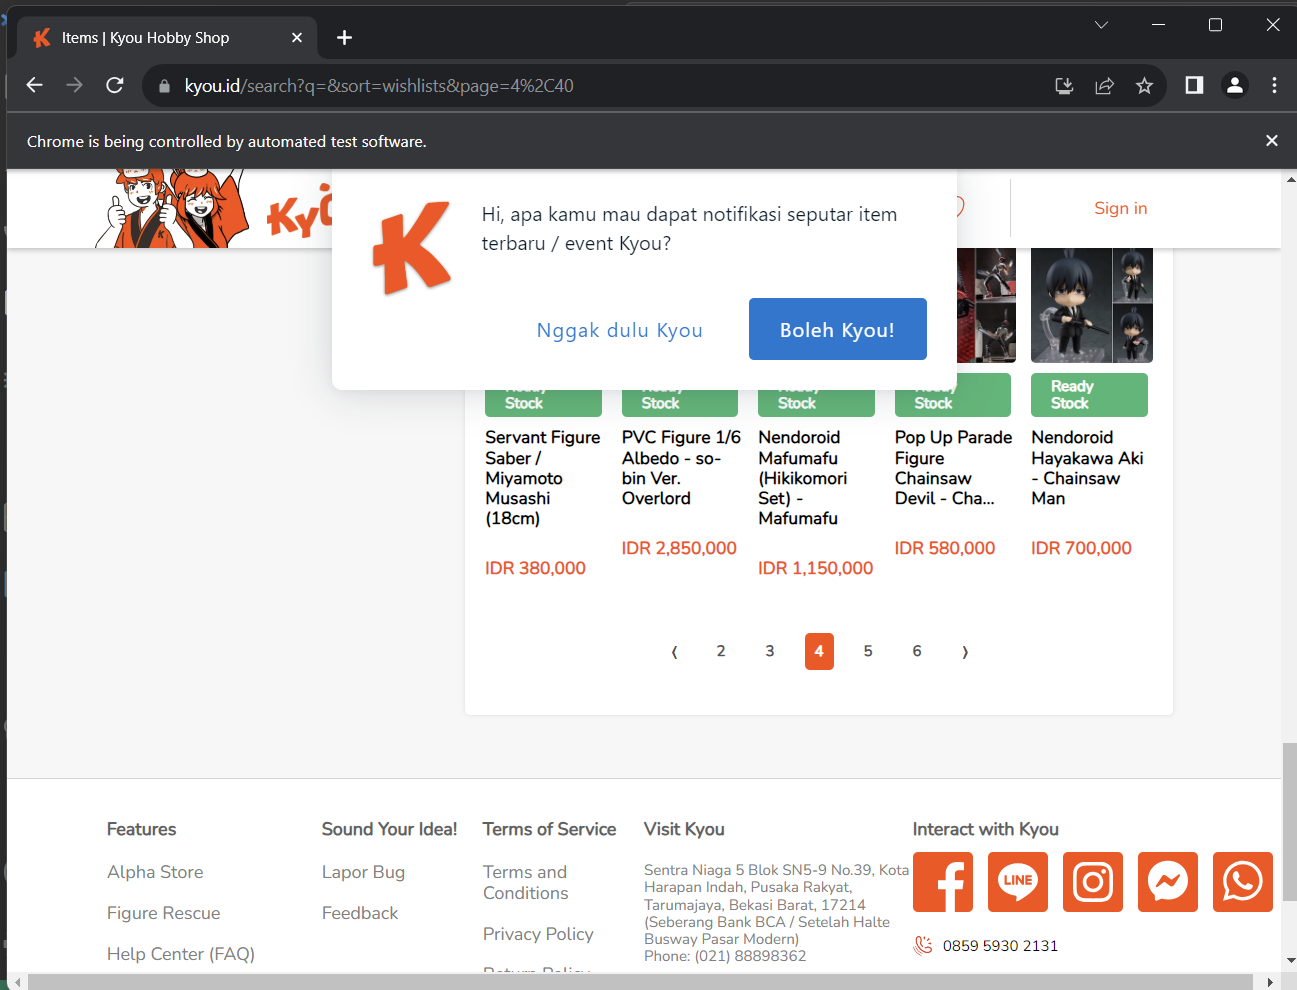 Items | Kyou Hobby Shop
kyou.id/search?q=&sort=wishlists&page=4%2C40
Chrome is being controlled by automated test software.
Sign in
Hi, apa kamu mau dapat notifikasi seputar item
terbaru / event Kyou?
Nggak dulu Kyou
Boleh Kyou!
Ready
Stock
Ready
Stock
Ready
Stock
Ready
Stock
Ready
Stock
Servant Figure
Saber /
Miyamoto
Musashi
(18cm)
IDR 380,000
PVC Figure 1/6
Albedo - so-
bin Ver.
Overlord
IDR 2,850,000
Nendoroid
Mafumafu
(Hikikomori
Set) -
Mafumafu
IDR 1,150,000
Pop Up Parade
Figure
Chainsaw
Devil - Cha...
IDR 580,000
Nendoroid
Hayakawa Aki
- Chainsaw
Man
IDR 700,000
⟨ 2 3 4 5 6 ⟩
Features
Alpha Store
Figure Rescue
Help Center (FAQ)
Sound Your Idea!
Lapor Bug
Feedback
Terms of Service
Terms and
Conditions
Privacy Policy
Return Policy
Visit Kyou
Sentra Niaga 5 Blok SN5-9 No.39, Kota
Harapan Indah, Pusaka Rakyat,
Tarumajaya, Bekasi Barat, 17214
(Seberang Bank BCA / Setelah Halte
Busway Pasar Modern)
Phone: (021) 88898362
Interact with Kyou
LINE
0859 5930 2131